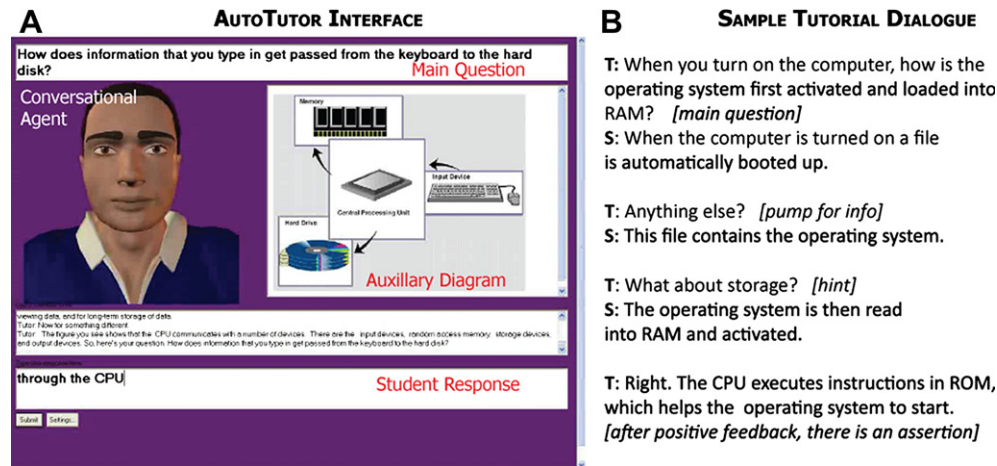 A
AUTOTUTOR INTERFACE
How does information that you type in get passed from the keyboard to the hard
disk?
Main Question
Conversational
Agent
Memory
Input Device
Central Processing Unit
Hard Drive
Auxillary Diagram
viewing data, and for long-term storage of data.
Tutor: Now for something different
Tutor: The figure you see shows that the CPU communicates with a number of devices. There are the input devices, random access memory, storage devices,
and output devices. So, here's your question. How does information that you type in get passed from the keyboard to the hard disk?
through the CPU
Student Response
Submit
Settings...
B
SAMPLE TUTORIAL DIALOGUE
T: When you turn on the computer, how is the
operating system first activated and loaded into
RAM? [main question]
S: When the computer is turned on a file
is automatically booted up.
T: Anything else? [pump for info]
S: This file contains the operating system.
T: What about storage? [hint]
S: The operating system is then read
into RAM and activated.
T: Right. The CPU executes instructions in ROM,
which helps the operating system to start.
[after positive feedback, there is an assertion]